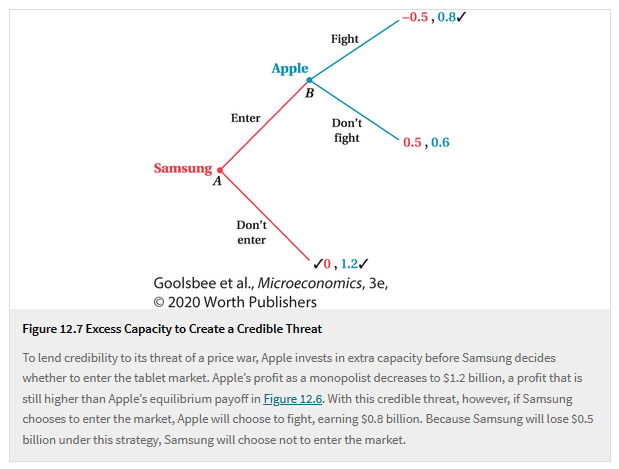 –0.5 , 0.8✓
Fight
Apple
B
Enter
Don't
fight
0.5 , 0.6
Samsung
A
Don't
enter
✓0 , 1.2✓
Goolsbee et al., Microeconomics, 3e,
© 2020 Worth Publishers
Figure 12.7 Excess Capacity to Create a Credible Threat
To lend credibility to its threat of a price war, Apple invests in extra capacity before Samsung decides
whether to enter the tablet market. Apple's profit as a monopolist decreases to $1.2 billion, a profit that is
still higher than Apple's equilibrium payoff in Figure 12.6. With this credible threat, however, if Samsung
chooses to enter the market, Apple will choose to fight, earning $0.8 billion. Because Samsung will lose $0.5
billion under this strategy, Samsung will choose not to enter the market.